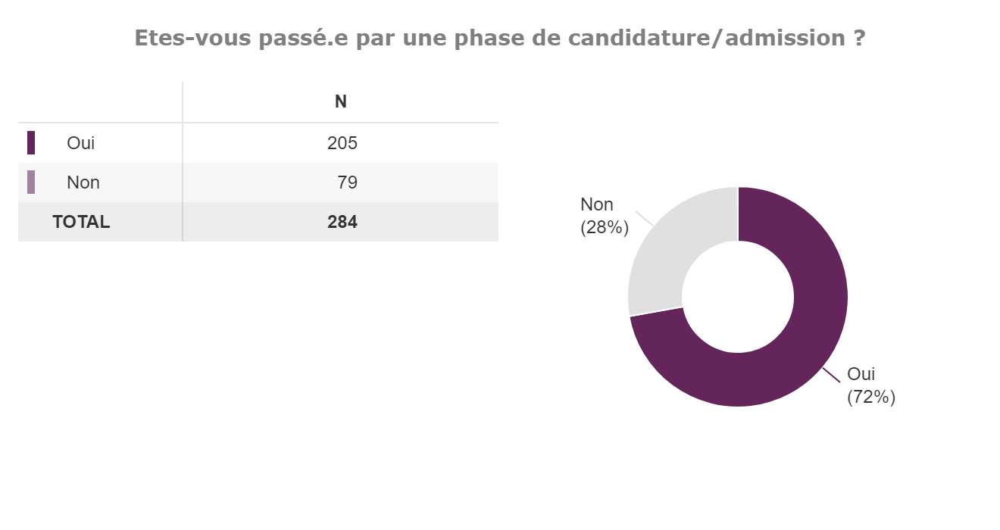 Etes-vous passé.e par une phase de candidature/admission ?
N
Oui 205
Non 79
TOTAL 284
Non
(28%)
Oui
(72%)